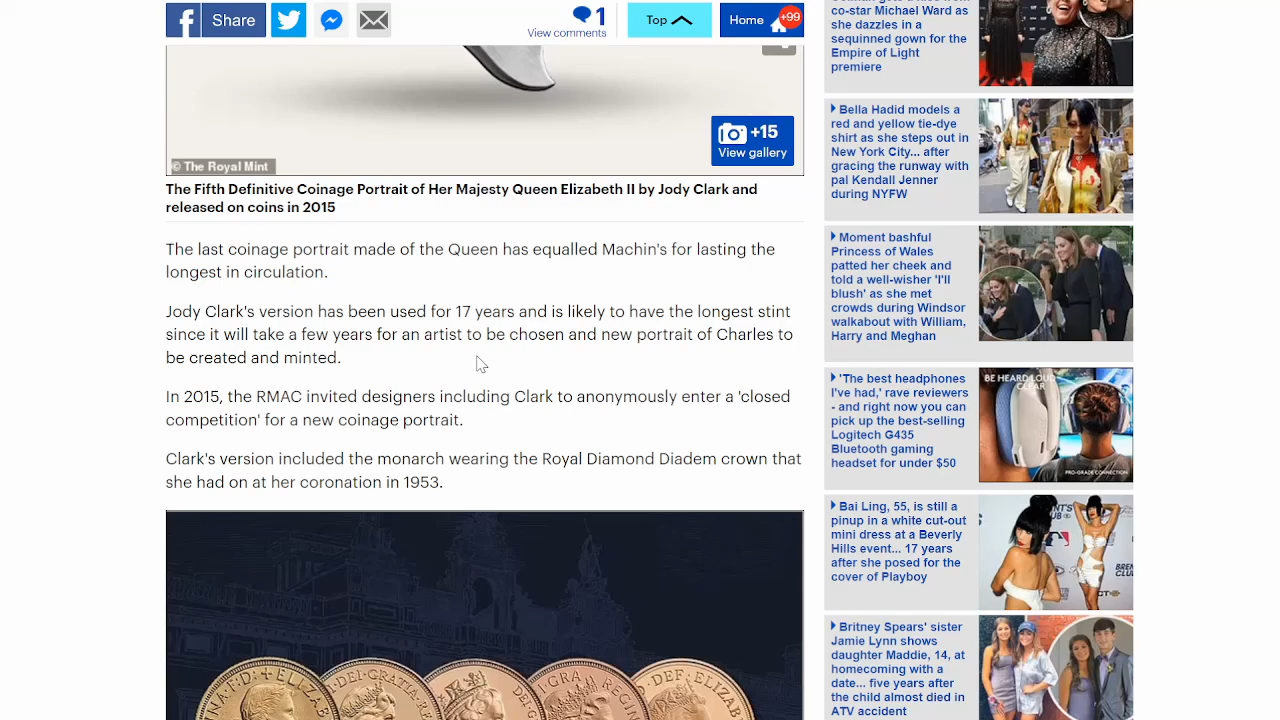 Share
1
View comments
Top
Home
+99
+15
View gallery
© The Royal Mint
The Fifth Definitive Coinage Portrait of Her Majesty Queen Elizabeth II by Jody Clark and
released on coins in 2015
The last coinage portrait made of the Queen has equalled Machin's for lasting the
longest in circulation.
Jody Clark's version has been used for 17 years and is likely to have the longest stint
since it will take a few years for an artist to be chosen and new portrait of Charles to
be created and minted.
In 2015, the RMAC invited designers including Clark to anonymously enter a 'closed
competition' for a new coinage portrait.
Clark's version included the monarch wearing the Royal Diamond Diadem crown that
she had on at her coronation in 1953.
DEI·GRATIA·RE
GRA
REGIN
DEF·ELIZAB
co-star Michael Ward as
she dazzles in a
sequinned gown for the
Empire of Light
premiere
Bella Hadid models a
red and yellow tie-dye
shirt as she steps out in
New York City... after
gracing the runway with
pal Kendall Jenner
during NYFW
Moment bashful
Princess of Wales
patted her cheek and
told a well-wisher 'I'll
blush' as she met
crowds during Windsor
walkabout with William,
Harry and Meghan
'The best headphones
I've had,' rave reviewers
- and right now you can
pick up the best-selling
Logitech G435
Bluetooth gaming
headset for under $50
BE HEARD LOUD
CLEAR
PRO-GRADE CONNECTION
Bai Ling, 55, is still a
pinup in a white cut-out
mini dress at a Beverly
Hills event... 17 years
after she posed for the
cover of Playboy
Britney Spears' sister
Jamie Lynn shows
daughter Maddie, 14, at
homecoming with a
date... five years after
the child almost died in
ATV accident